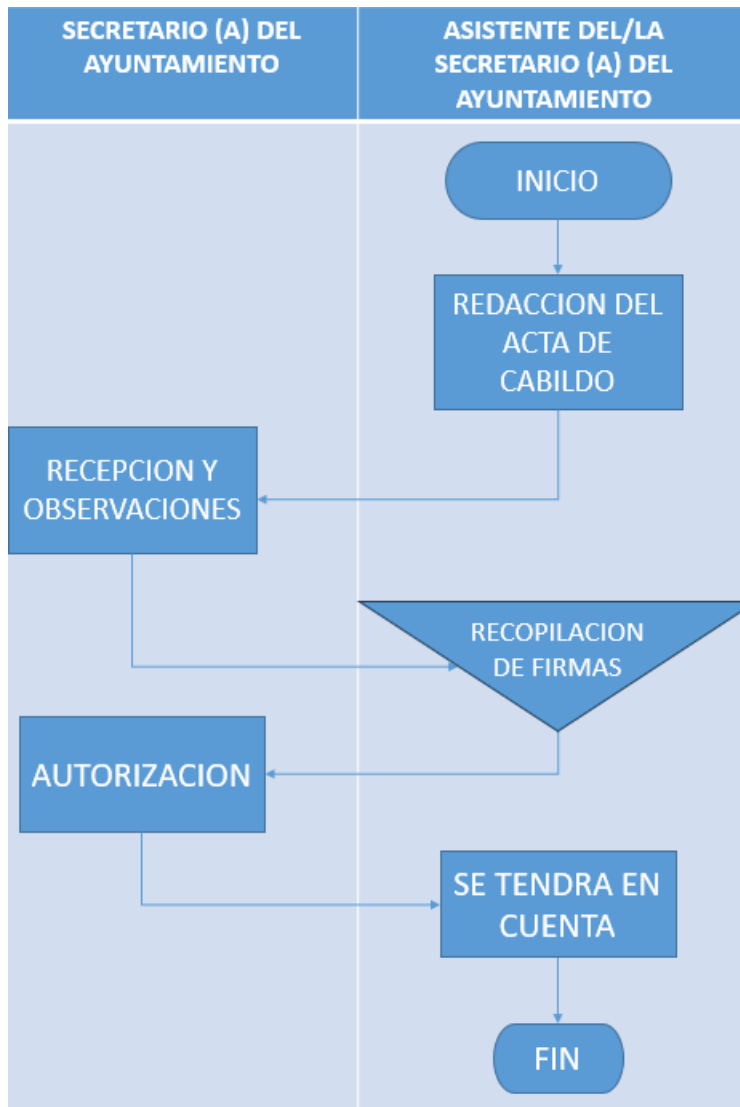 SECRETARIO (A) DEL
AYUNTAMIENTO
ASISTENTE DEL/LA
SECRETARIO (A) DEL
AYUNTAMIENTO
INICIO
REDACCION DEL
ACTA DE
CABILDO
RECEPCION Y
OBSERVACIONES
RECOPILACION
DE FIRMAS
AUTORIZACION
SE TENDRA EN
CUENTA
FIN